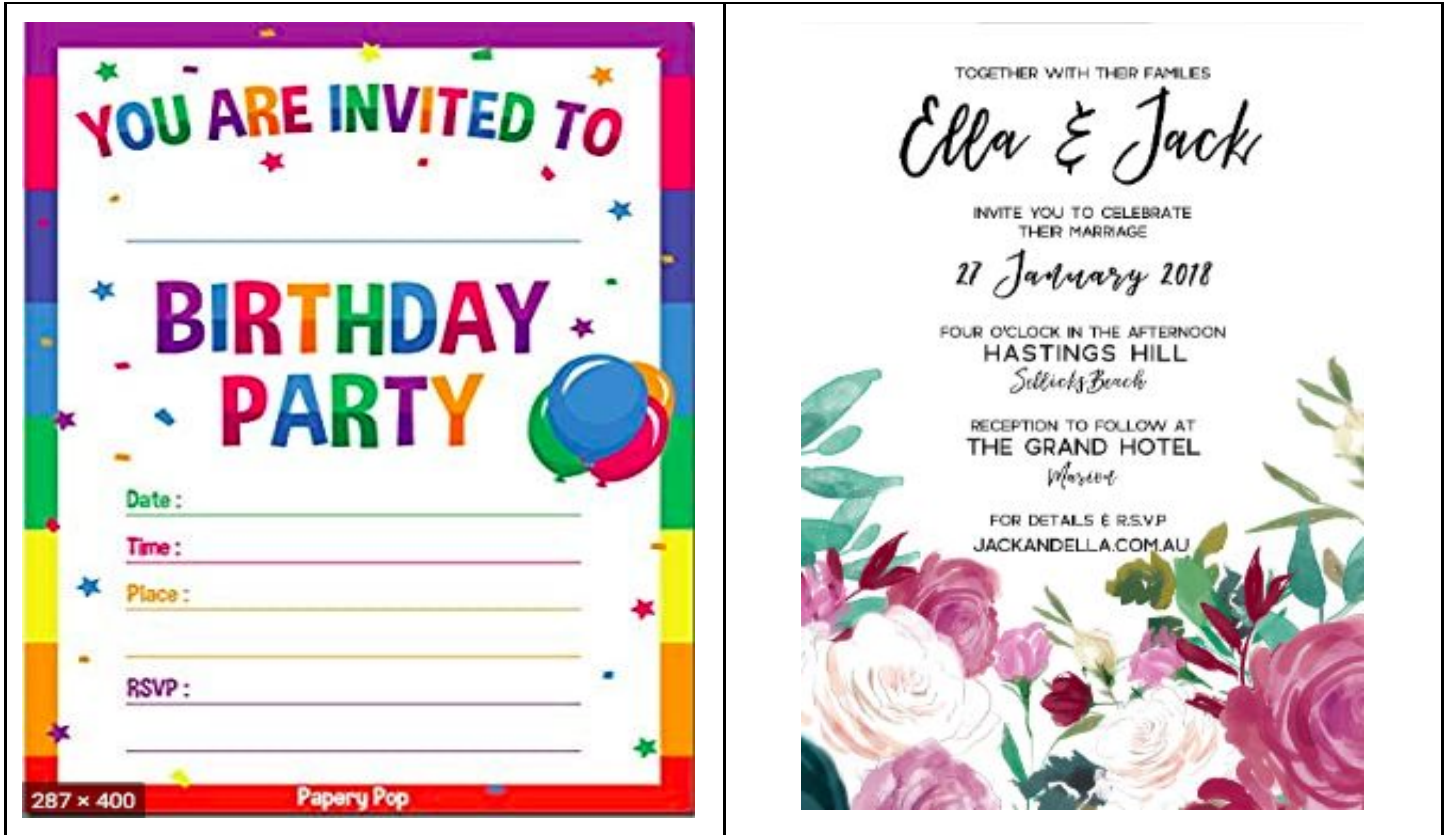 YOU ARE INVITED TO
BIRTHDAY
PARTY
Date :
Time :
Place :
RSVP :
287 × 400
Papery Pop
TOGETHER WITH THEIR FAMILIES
Ella & Jack
INVITE YOU TO CELEBRATE
THEIR MARRIAGE
27 January 2018
FOUR O'CLOCK IN THE AFTERNOON
HASTINGS HILL
Sellicks Beach
RECEPTION TO FOLLOW AT
THE GRAND HOTEL
Marion
FOR DETAILS & R.S.V.P
JACKANDELLA.COM.AU